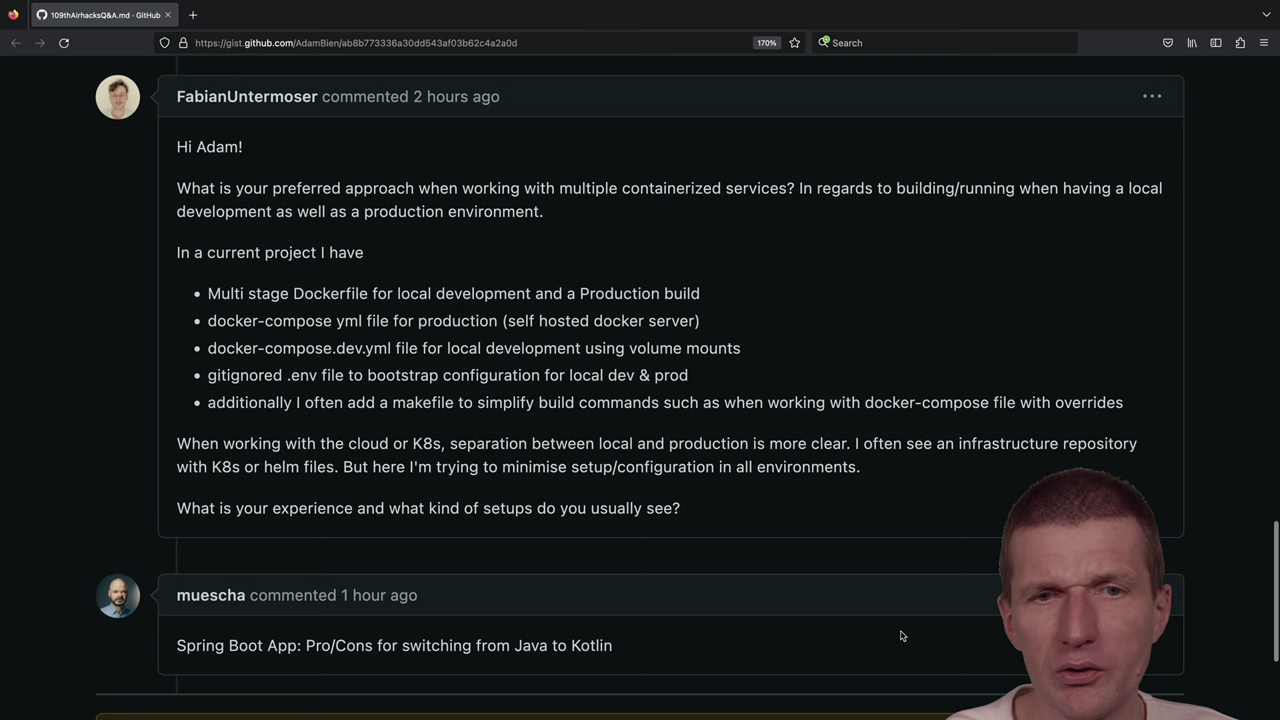 109thAirhacksQ&A.md · GitHub
https://gist.github.com/AdamBien/ab8b773336a30dd543af03b62c4a2a0d
170%
Search
FabianUntermoser commented 2 hours ago
Hi Adam!
What is your preferred approach when working with multiple containerized services? In regards to building/running when having a local
development as well as a production environment.
In a current project I have
• Multi stage Dockerfile for local development and a Production build
• docker-compose yml file for production (self hosted docker server)
• docker-compose.dev.yml file for local development using volume mounts
• gitignored .env file to bootstrap configuration for local dev & prod
• additionally I often add a makefile to simplify build commands such as when working with docker-compose file with overrides
When working with the cloud or K8s, separation between local and production is more clear. I often see an infrastructure repository
with K8s or helm files. But here I'm trying to minimise setup/configuration in all environments.
What is your experience and what kind of setups do you usually see?
muescha commented 1 hour ago
Spring Boot App: Pro/Cons for switching from Java to Kotlin